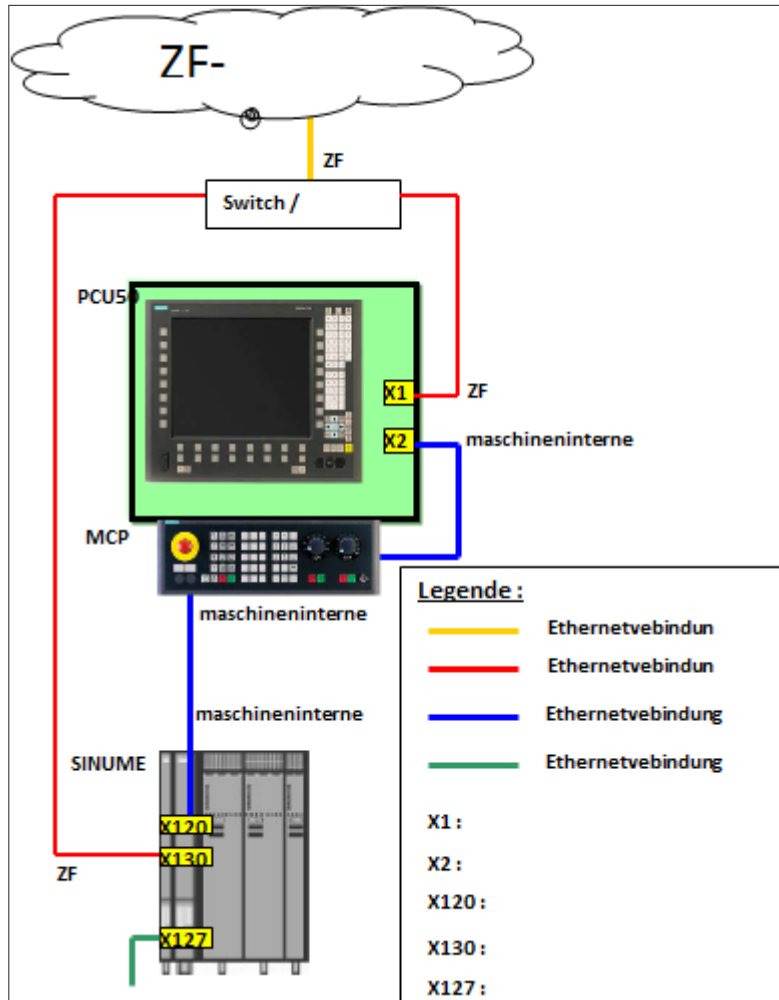 ZF-
ZF
Switch /
PCU50
X1
ZF
X2
maschineninterne
MCP
maschineninterne
Legende :
Ethernetvebindun
Ethernetvebindun
maschineninterne
Ethernetvebindung
SINUME
Ethernetvebindung
X120
X1 :
X130
X2 :
ZF
X120 :
X127
X130 :
X127 :